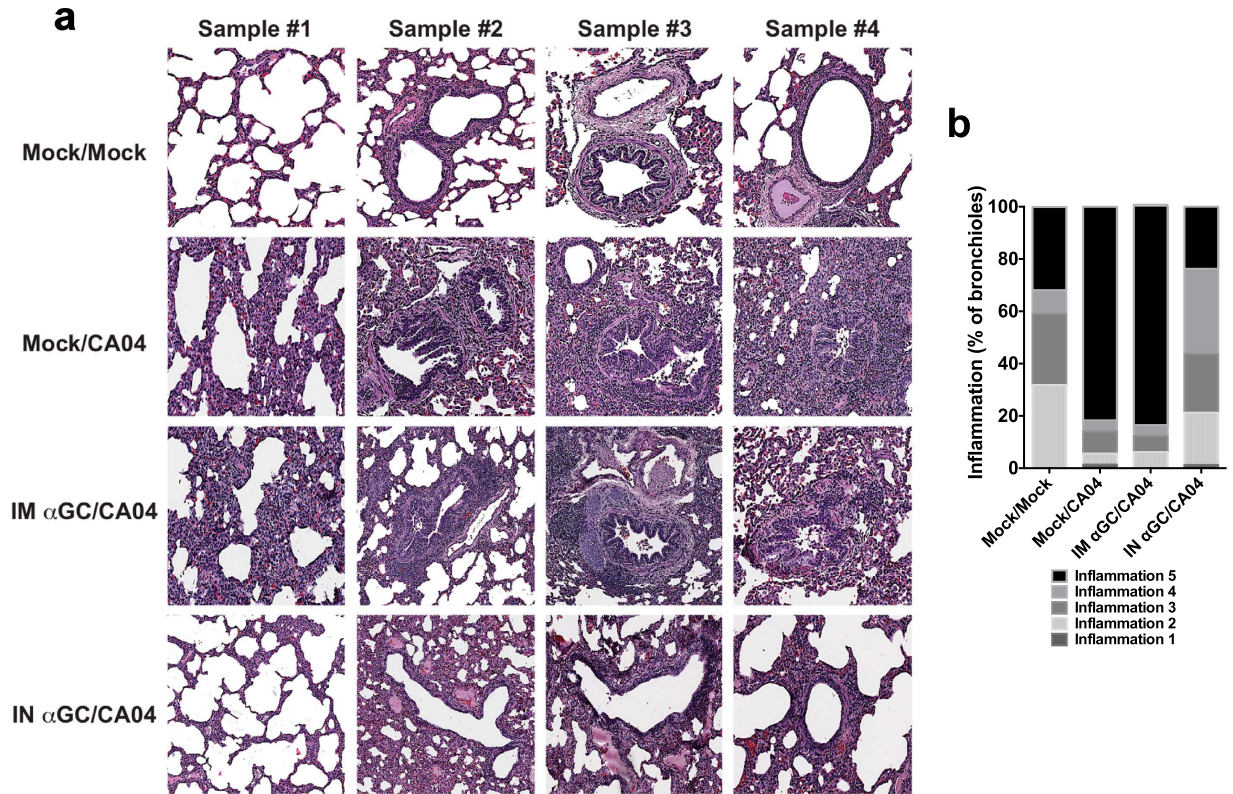 a
Sample #1 Sample #2 Sample #3 Sample #4
Mock/Mock
Mock/CA04
IM αGC/CA04
IN αGC/CA04
b
Inflammation (% of bronchioles)
100
80
60
40
20
0
Mock/Mock
Mock/CA04
IM αGC/CA04
IN αGC/CA04
Inflammation 5
Inflammation 4
Inflammation 3
Inflammation 2
Inflammation 1